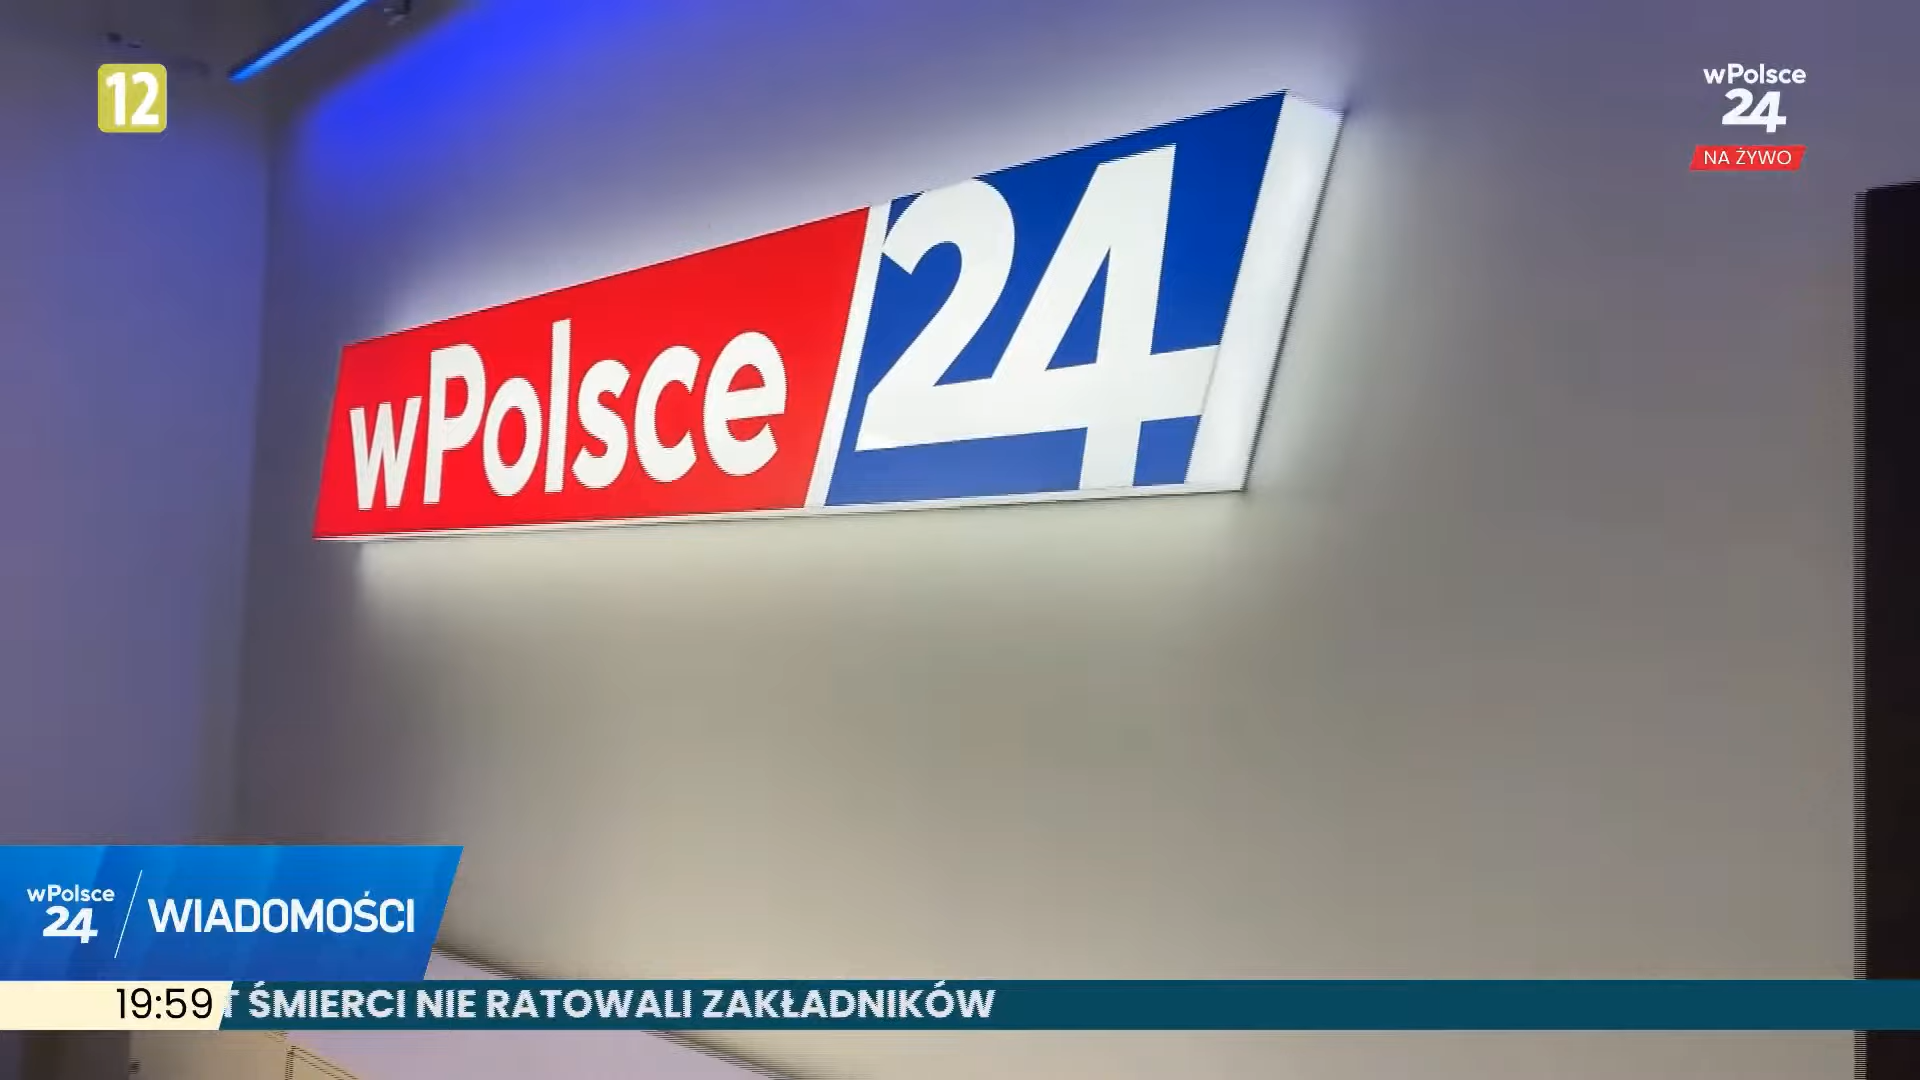 12
wPolsce
24
NA ŻYWO
wPolsce 24
wPolsce
24
WIADOMOŚCI
19:59
T ŚMIERCI NIE RATOWALI ZAKŁADNIKÓW